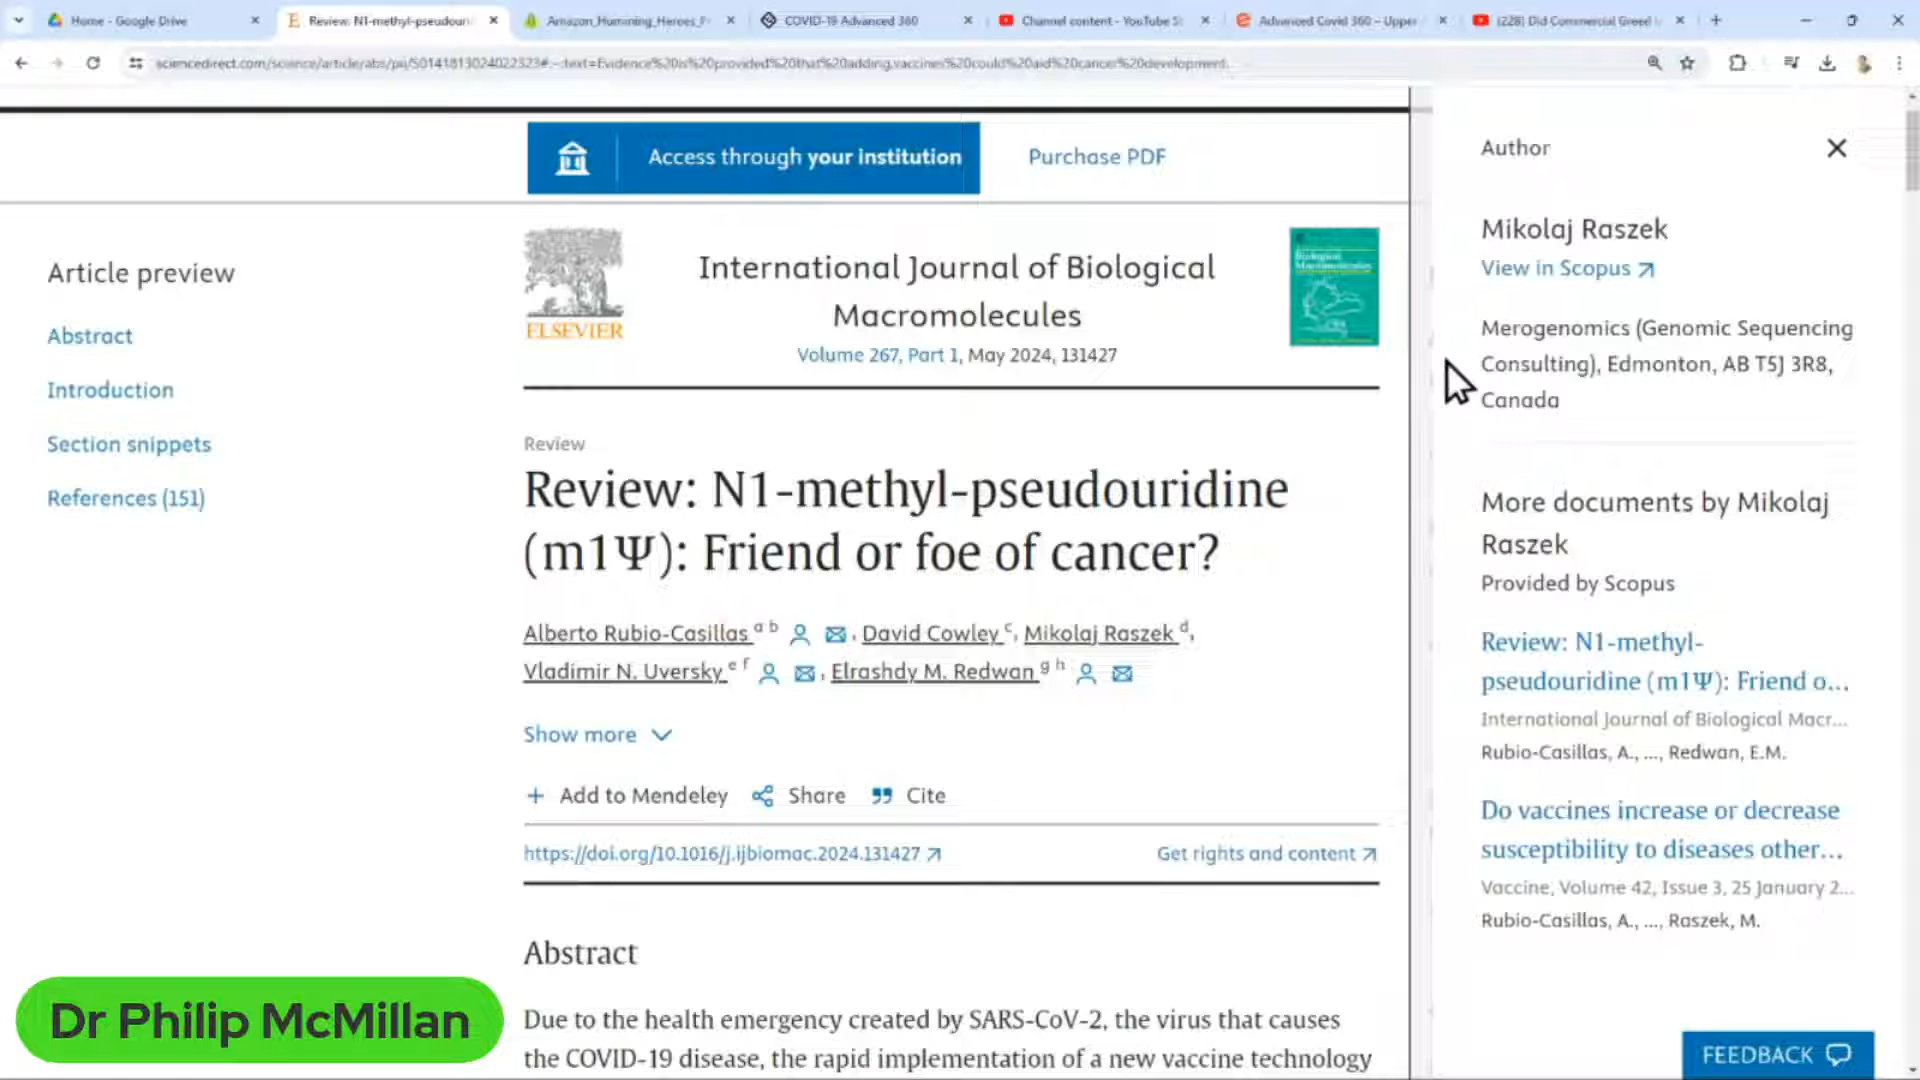 Home - Google Drive
Review: N1-methyl-pseudouri
Amazon_Humming_Heroes_F
COVID-19 Advanced 360
Channel content - YouTube S
Advanced Covid 360 - Upper
(228) Did Commercial Greed
Access through your institution
Purchase PDF
Article preview
Abstract
Introduction
Section snippets
References (151)
ELSEVIER
International Journal of Biological
Macromolecules
Volume 267, Part 1, May 2024, 131427
Review
Review: N1-methyl-pseudouridine
(m1Ψ): Friend or foe of cancer?
Alberto Rubio-Casillas a b, David Cowley c, Mikolaj Raszek d,
Vladimir N. Uversky e f, Elrashdy M. Redwan g h
Show more
+ Add to Mendeley Share Cite
https://doi.org/10.1016/j.ijbiomac.2024.131427
Get rights and content
Abstract
Due to the health emergency created by SARS-CoV-2, the virus that causes
the COVID-19 disease, the rapid implementation of a new vaccine technology
Author
Mikolaj Raszek
View in Scopus
Merogenomics (Genomic Sequencing
Consulting), Edmonton, AB T5J 3R8,
Canada
More documents by Mikolaj
Raszek
Provided by Scopus
Review: N1-methyl-
pseudouridine (m1Ψ): Friend o...
International Journal of Biological Macr...
Rubio-Casillas, A., ..., Redwan, E.M.
Do vaccines increase or decrease
susceptibility to diseases other...
Vaccine, Volume 42, Issue 3, 25 January 2...
Rubio-Casillas, A., ..., Raszek, M.
FEEDBACK
Dr Philip McMillan